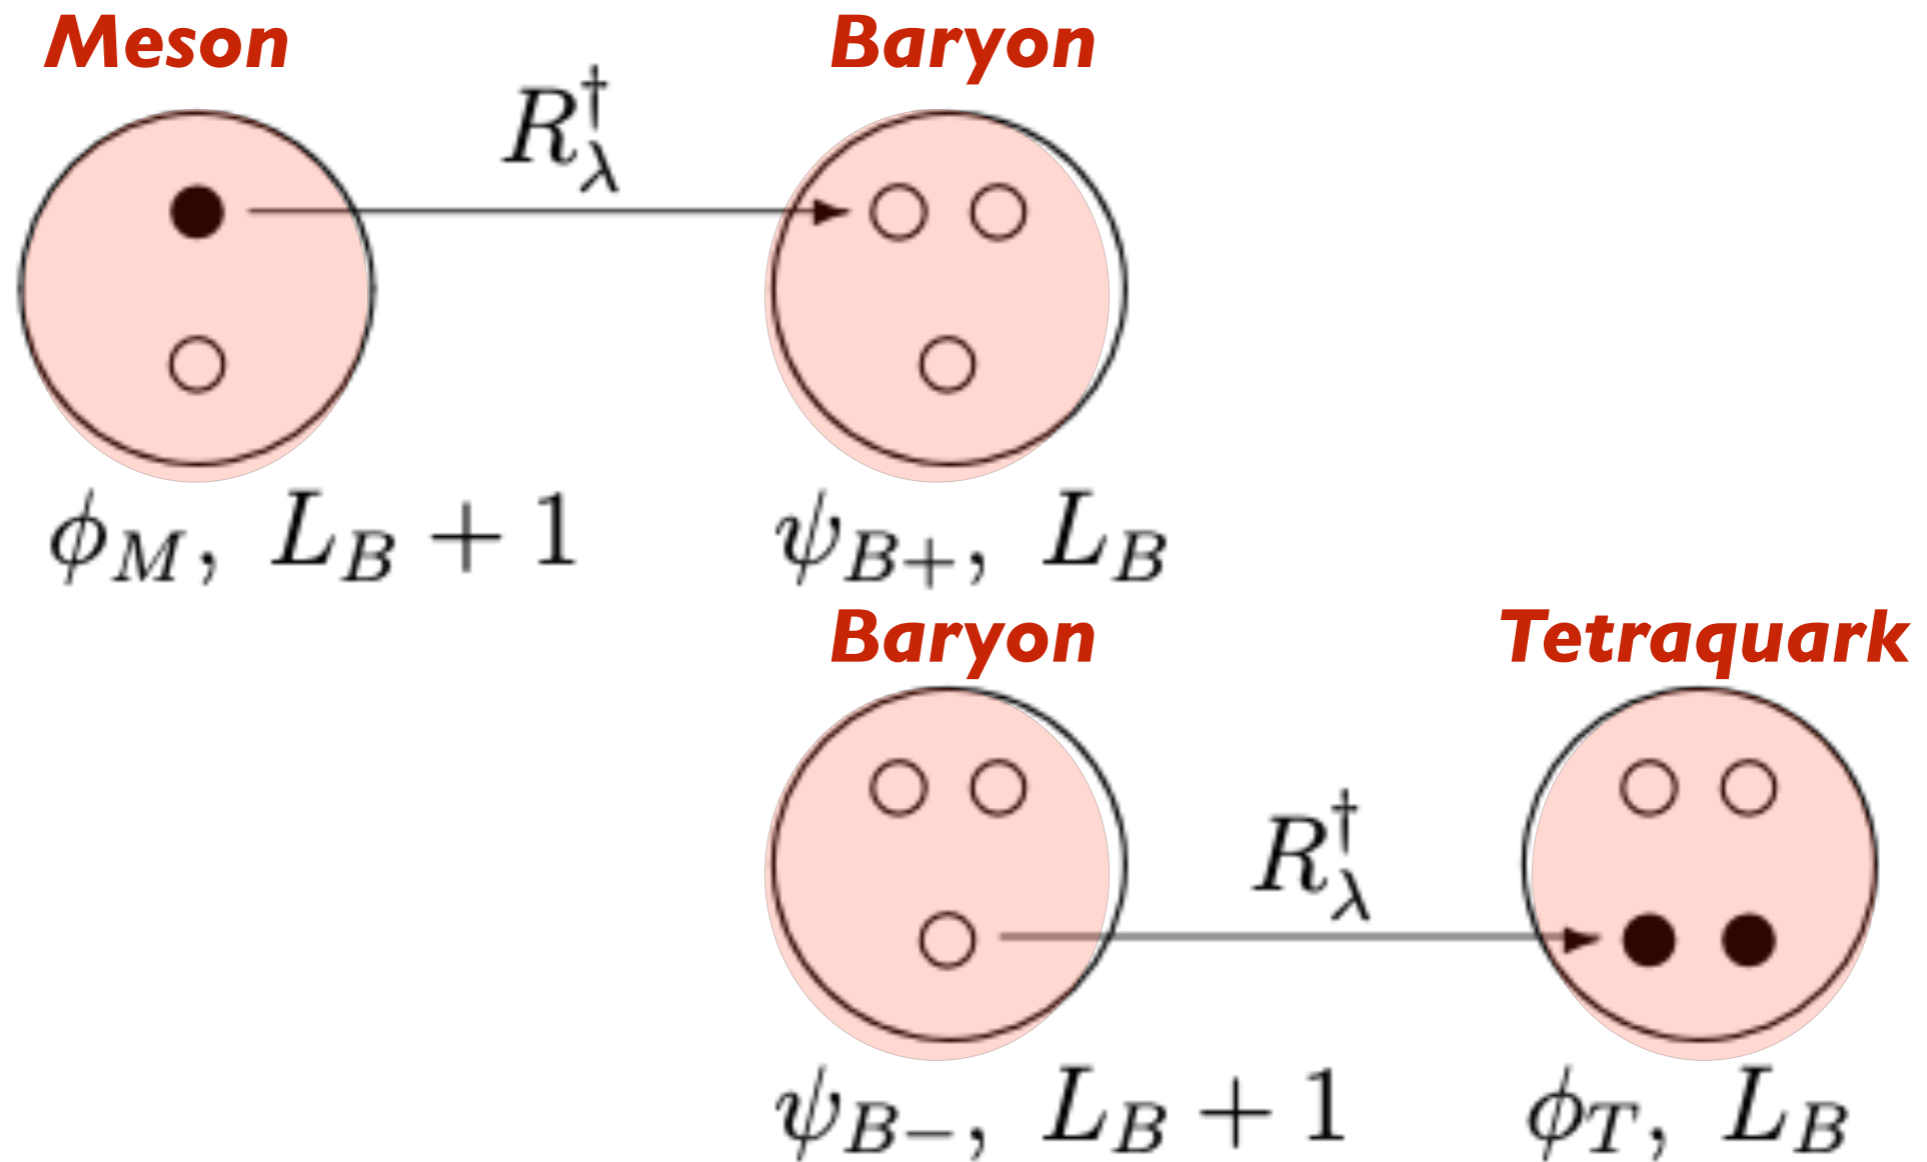 Meson Baryon
R†λ
ϕM, LB + 1 ψB+, LB
Baryon Tetraquark
R†λ
ψB−, LB + 1 ϕT, LB